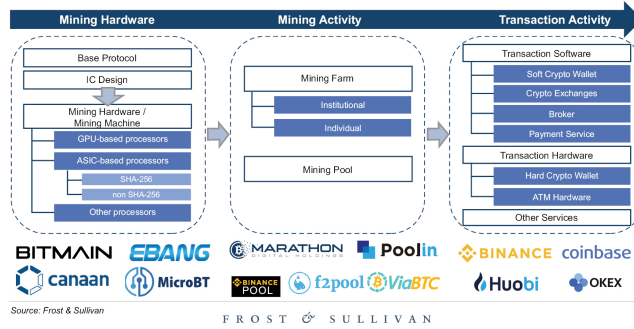 Mining Hardware
Mining Activity
Transaction Activity
Base Protocol
IC Design
Mining Hardware /
Mining Machine
GPU-based processors
ASIC-based processors
SHA-256
non SHA-256
Other processors
Mining Farm
Institutional
Individual
Mining Pool
Transaction Software
Soft Crypto Wallet
Crypto Exchanges
Broker
Payment Service
Transaction Hardware
Hard Crypto Wallet
ATM Hardware
Other Services
BITMAIN
EBANG
canaan
MicroBT
MARATHON
DIGITAL HOLDINGS
Poolin
BINANCE
POOL
f2pool
ViaBTC
BINANCE
coinbase
Huobi
OKEX
Source: Frost & Sullivan
FROST & SULLIVAN